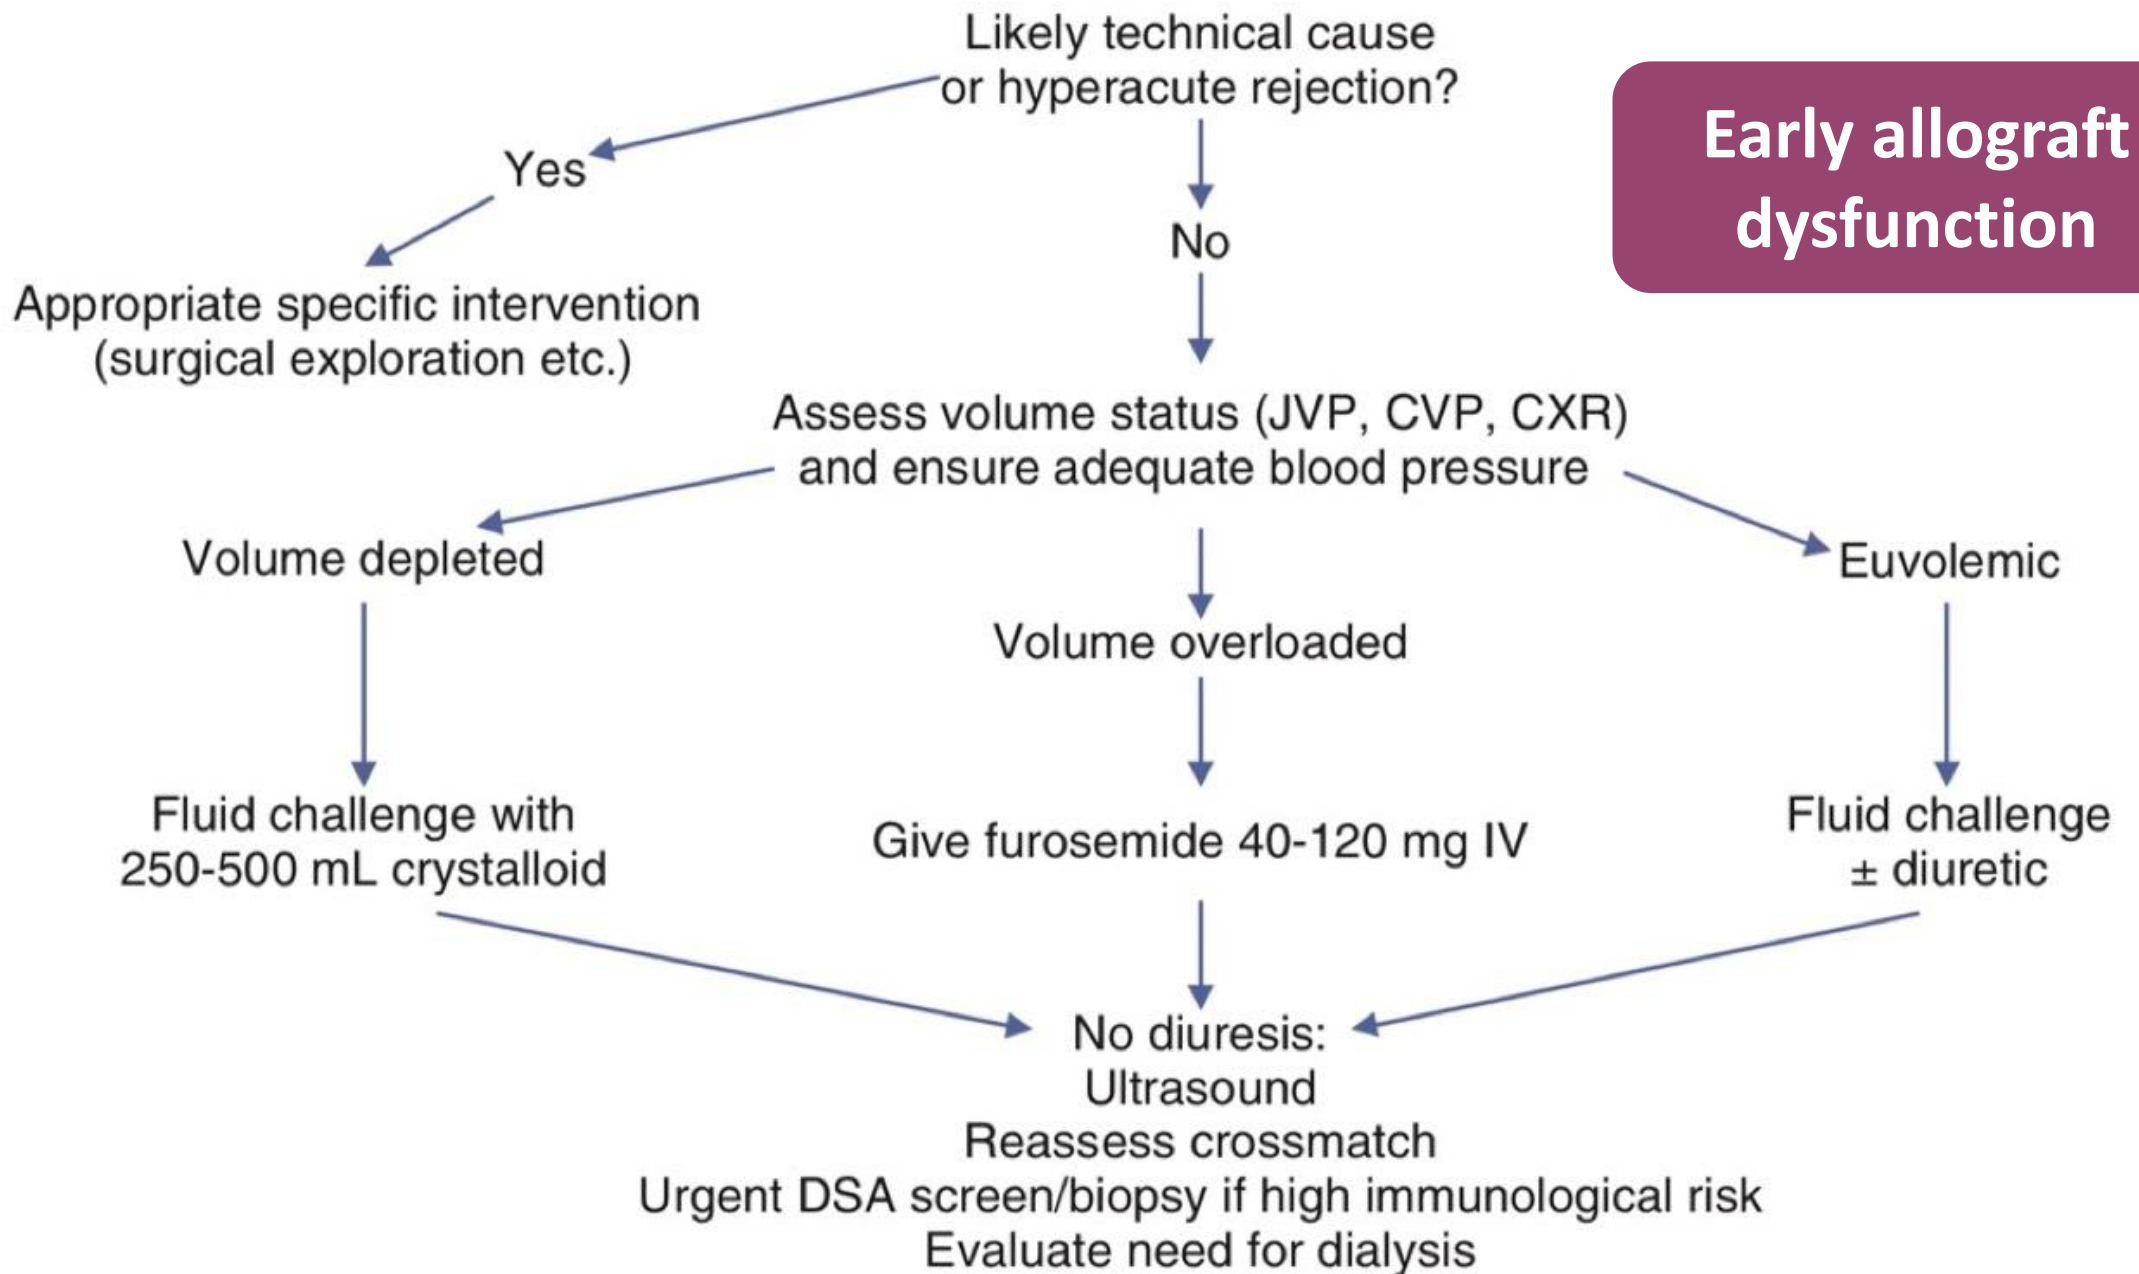 Likely technical cause
or hyperacute rejection?
Early allograft
dysfunction
Yes
No
Appropriate specific intervention
(surgical exploration etc.)
Assess volume status (JVP, CVP, CXR)
and ensure adequate blood pressure
Volume depleted
Volume overloaded
Euvolemic
Fluid challenge with
250-500 mL crystalloid
Give furosemide 40-120 mg IV
Fluid challenge
± diuretic
No diuresis:
Ultrasound
Reassess crossmatch
Urgent DSA screen/biopsy if high immunological risk
Evaluate need for dialysis